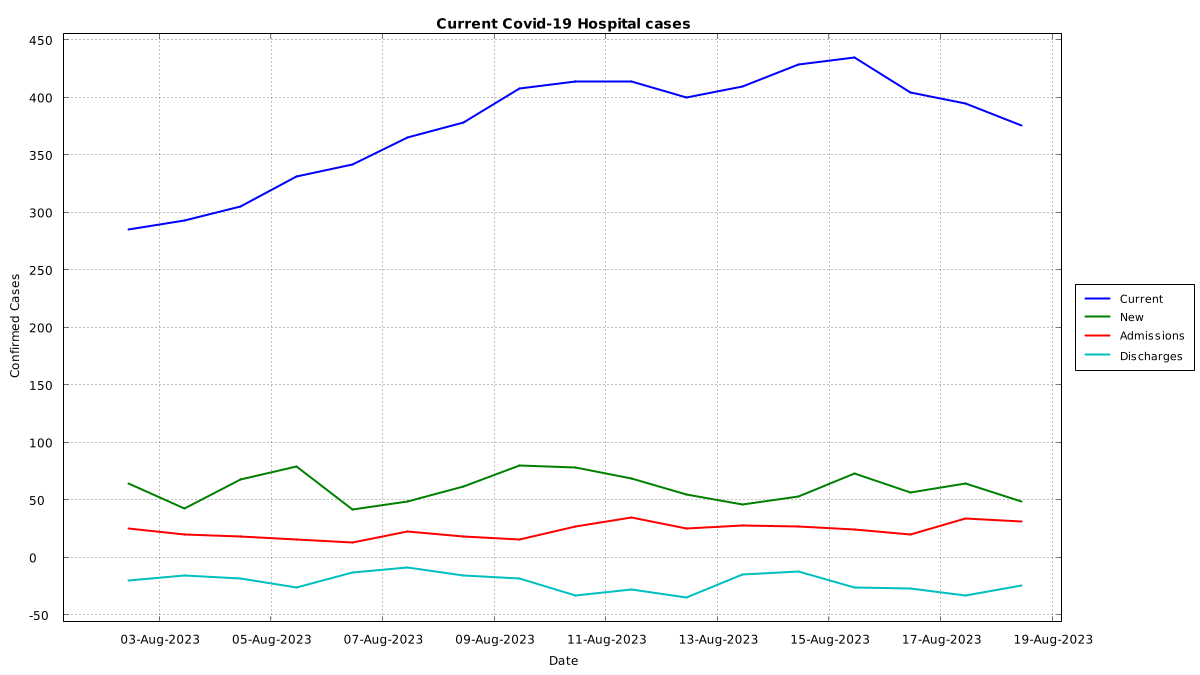 Current Covid-19 Hospital cases
450
400
350
300
250
200
150
100
50
0
-50
Confirmed Cases
03-Aug-2023
05-Aug-2023
07-Aug-2023
09-Aug-2023
11-Aug-2023
13-Aug-2023
15-Aug-2023
17-Aug-2023
19-Aug-2023
Date
Current
New
Admissions
Discharges